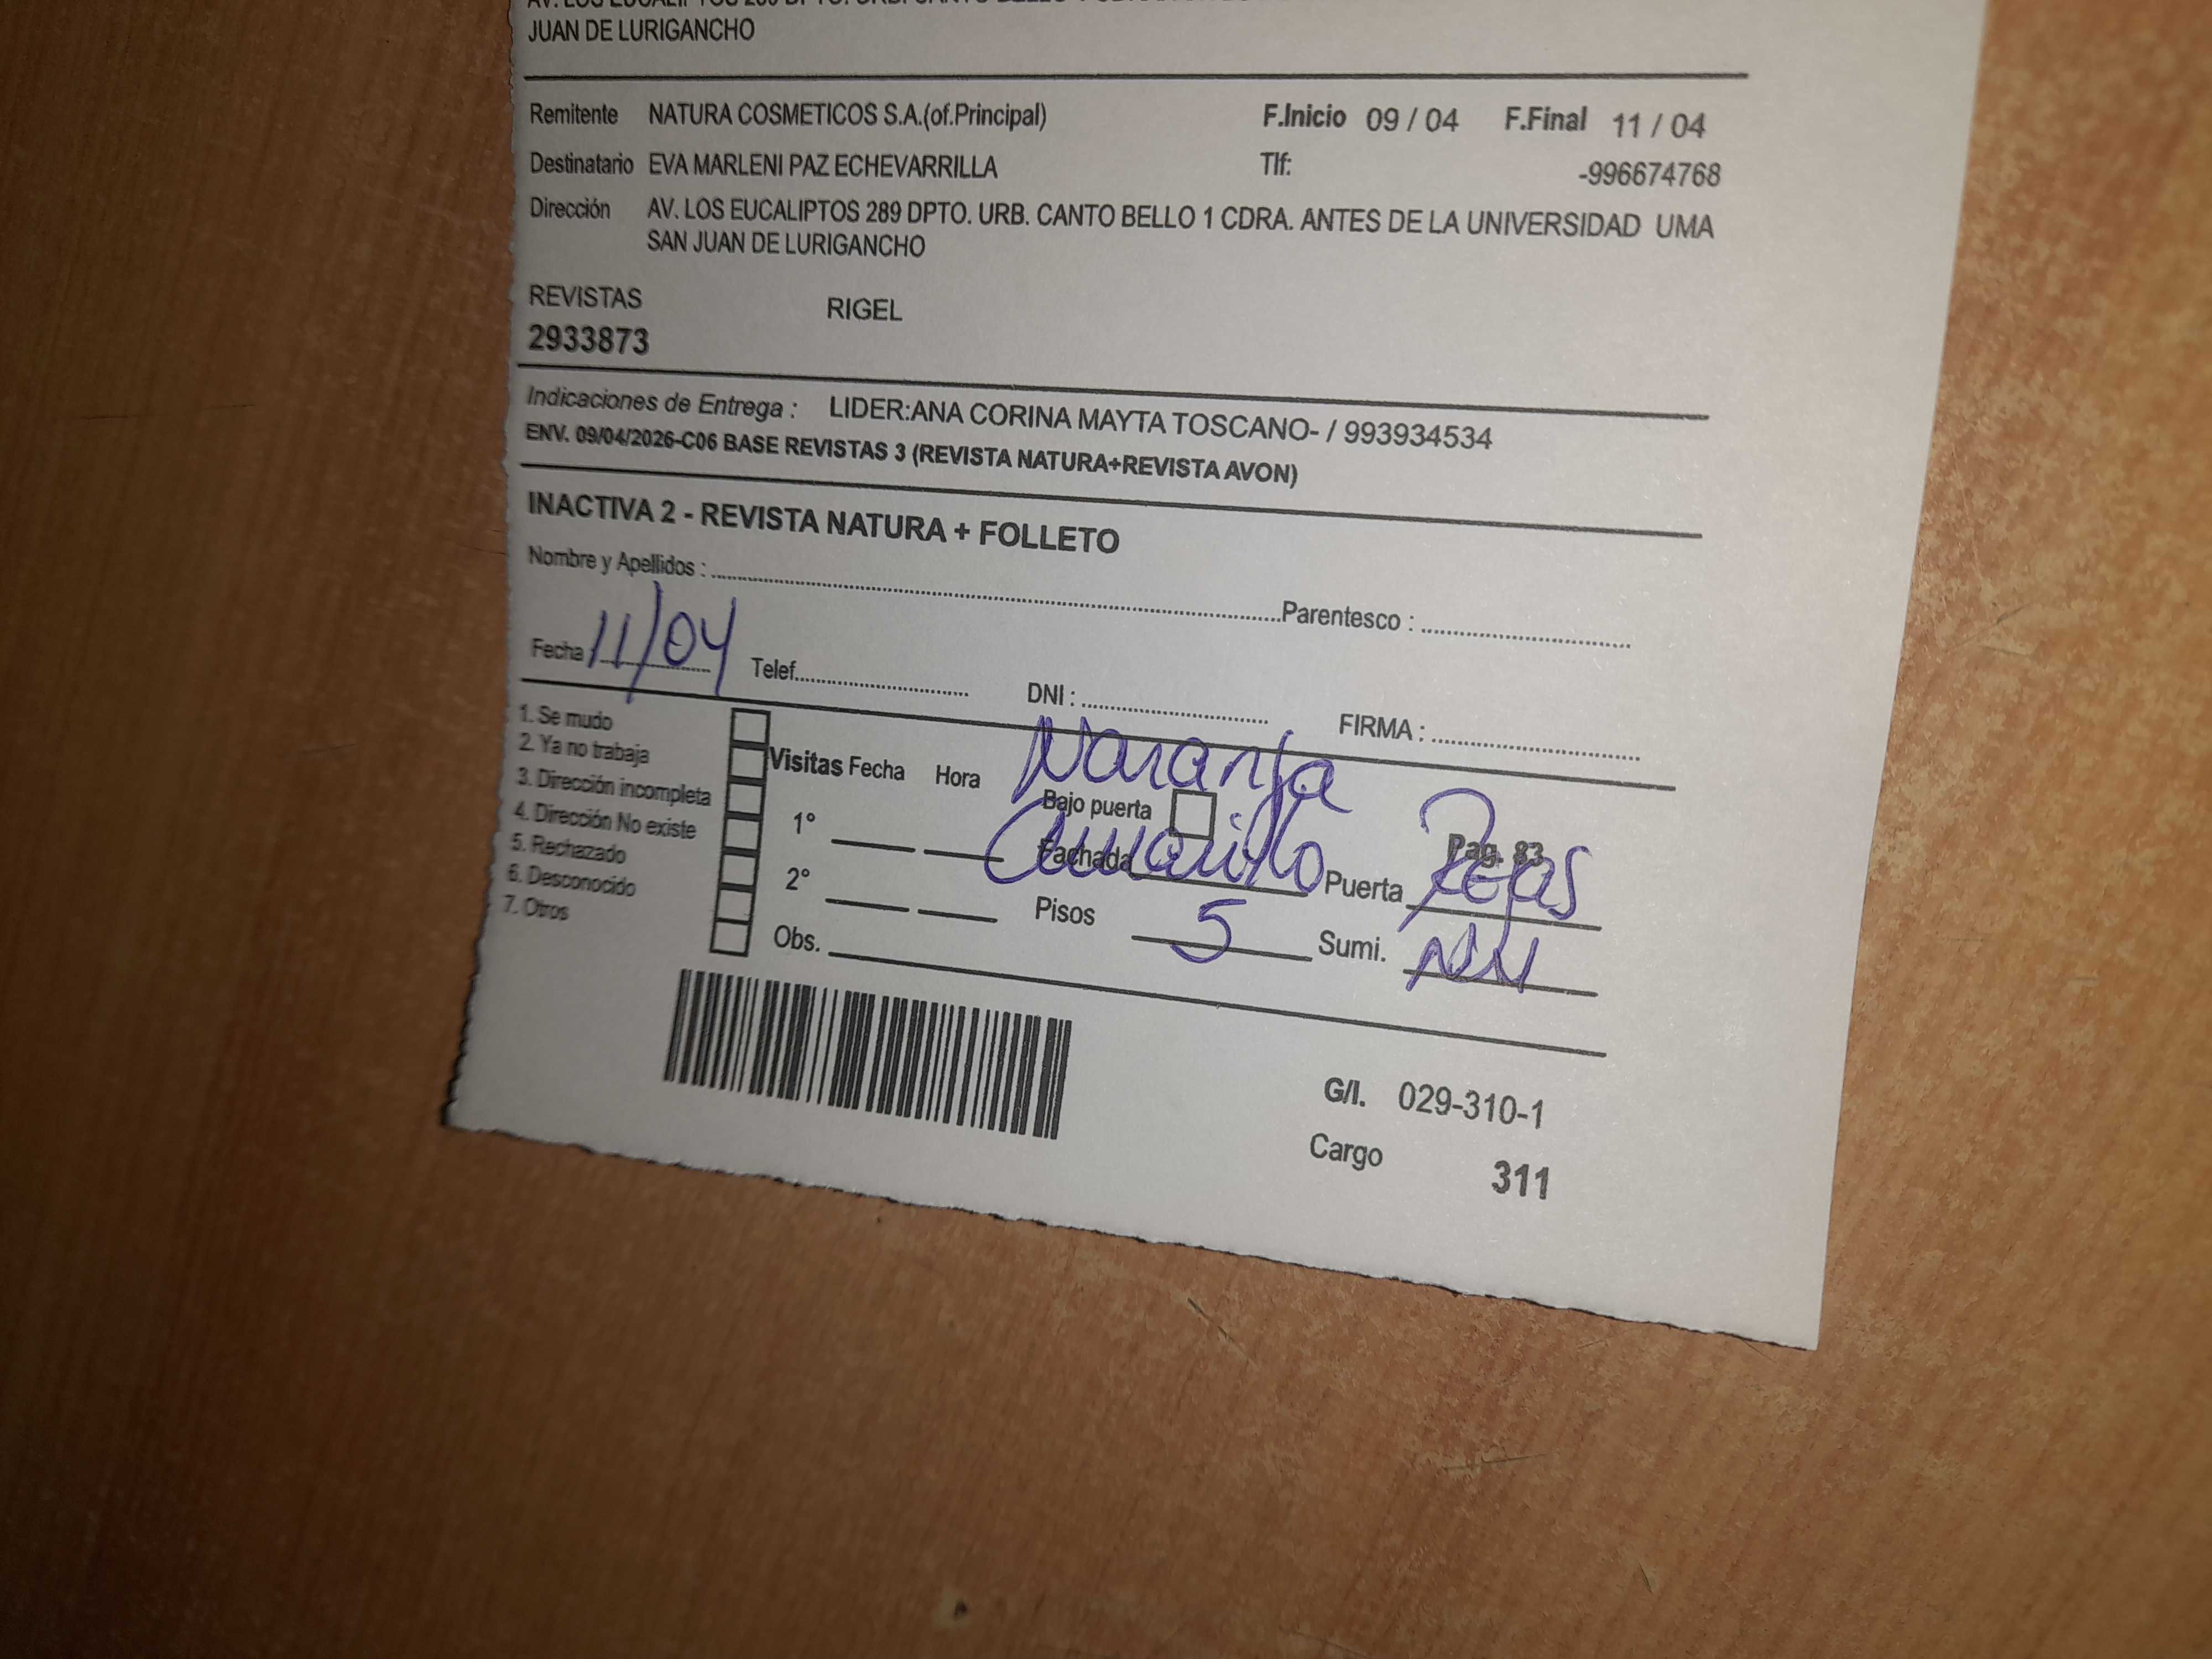 JUAN DE LURIGANCHO
Remitente NATURA COSMETICOS S.A.(of.Principal) F.Inicio 09 / 04 F.Final 11 / 04
Destinatario EVA MARLENI PAZ ECHEVARRILLA Tlf: -996674768
Dirección AV. LOS EUCALIPTOS 289 DPTO. URB. CANTO BELLO 1 CDRA. ANTES DE LA UNIVERSIDAD UMA
SAN JUAN DE LURIGANCHO
REVISTAS RIGEL
2933873
Indicaciones de Entrega : LIDER:ANA CORINA MAYTA TOSCANO- / 993934534
ENV. 09/04/2026-C06 BASE REVISTAS 3 (REVISTA NATURA+REVISTA AVON)
INACTIVA 2 - REVISTA NATURA + FOLLETO
Nombre y Apellidos : Parentesco :
Fecha : 11/04 Telef. DNI : FIRMA :
1. Se mudo
2. Ya no trabaja
3. Dirección incompleta
4. Dirección No existe
5. Rechazado
6. Desconocido
7. Otros
Visitas Fecha Hora Naranja
Bajo puerta
1° Fachada Amarillo Puerta Rejas
Pag. 83
2° Pisos 5 Sumi. NN
Obs.
G/I. 029-310-1
Cargo 311